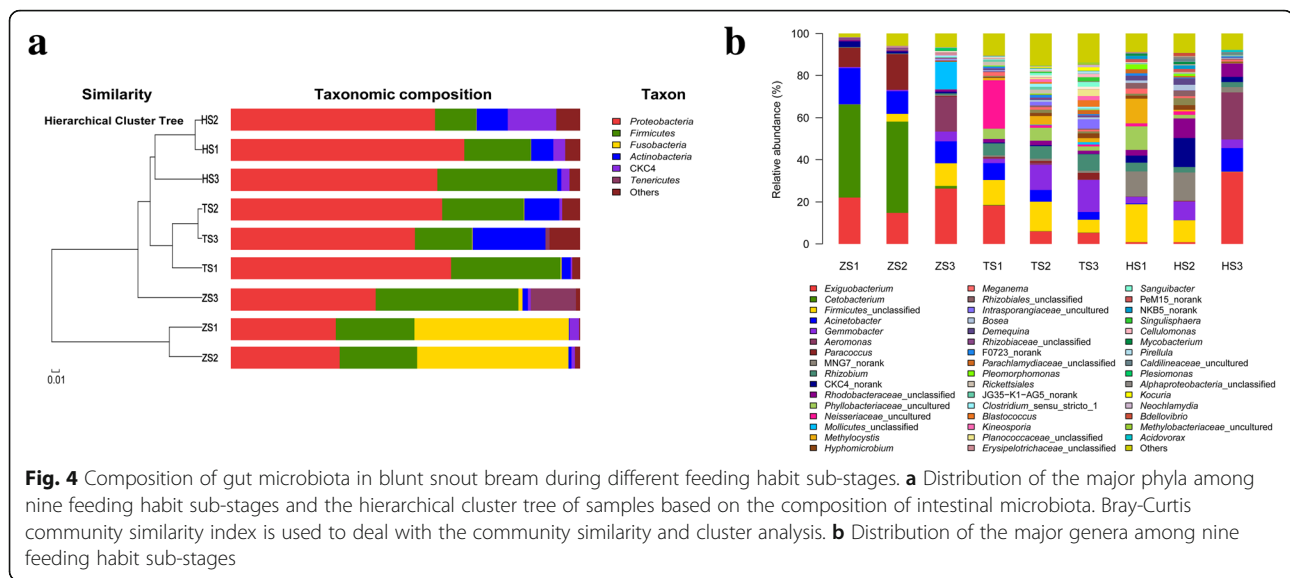 a
Similarity
Taxonomic composition
Taxon
Hierarchical Cluster Tree
HS2
HS1
HS3
TS2
TS3
TS1
ZS3
ZS1
ZS2
0.01
Proteobacteria
Firmicutes
Fusobacteria
Actinobacteria
CKC4
Tenericutes
Others
b
Relative abundance (%)
100
80
60
40
20
0
ZS1 ZS2 ZS3 TS1 TS2 TS3 HS1 HS2 HS3
Exiguobacterium
Cetobacterium
Firmicutes_unclassified
Acinetobacter
Gemmobacter
Aeromonas
Paracoccus
MNG7_norank
Rhizobium
CKC4_norank
Rhodobacteraceae_unclassified
Phyllobacteriaceae_uncultured
Neisseriaceae_uncultured
Mollicutes_unclassified
Methylocystis
Hyphomicrobium
Meganema
Rhizobiales_unclassified
Intrasporangiaceae_uncultured
Bosea
Demequina
Rhizobiaceae_unclassified
F0723_norank
Parachlamydiaceae_unclassified
Pleomorphomonas
Rickettsiales
JG35−K1−AG5_norank
Clostridium_sensu_stricto_1
Blastococcus
Kineosporia
Planococcaceae_unclassified
Erysipelotrichaceae_unclassified
Sanguibacter
PeM15_norank
NKB5_norank
Singulisphaera
Cellulomonas
Mycobacterium
Pirellula
Caldilineaceae_uncultured
Plesiomonas
Alphaproteobacteria_unclassified
Kocuria
Neochlamydia
Bdellovibrio
Methylobacteriaceae_uncultured
Acidovorax
Others
Fig. 4 Composition of gut microbiota in blunt snout bream during different feeding habit sub-stages. a Distribution of the major phyla among
nine feeding habit sub-stages and the hierarchical cluster tree of samples based on the composition of intestinal microbiota. Bray-Curtis
community similarity index is used to deal with the community similarity and cluster analysis. b Distribution of the major genera among nine
feeding habit sub-stages